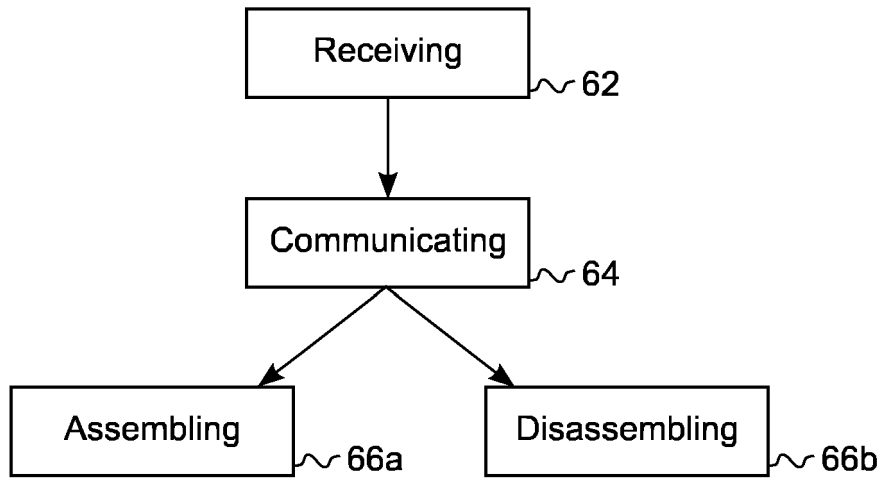 Receiving
62
Communicating
64
Assembling
66a
Disassembling
66b